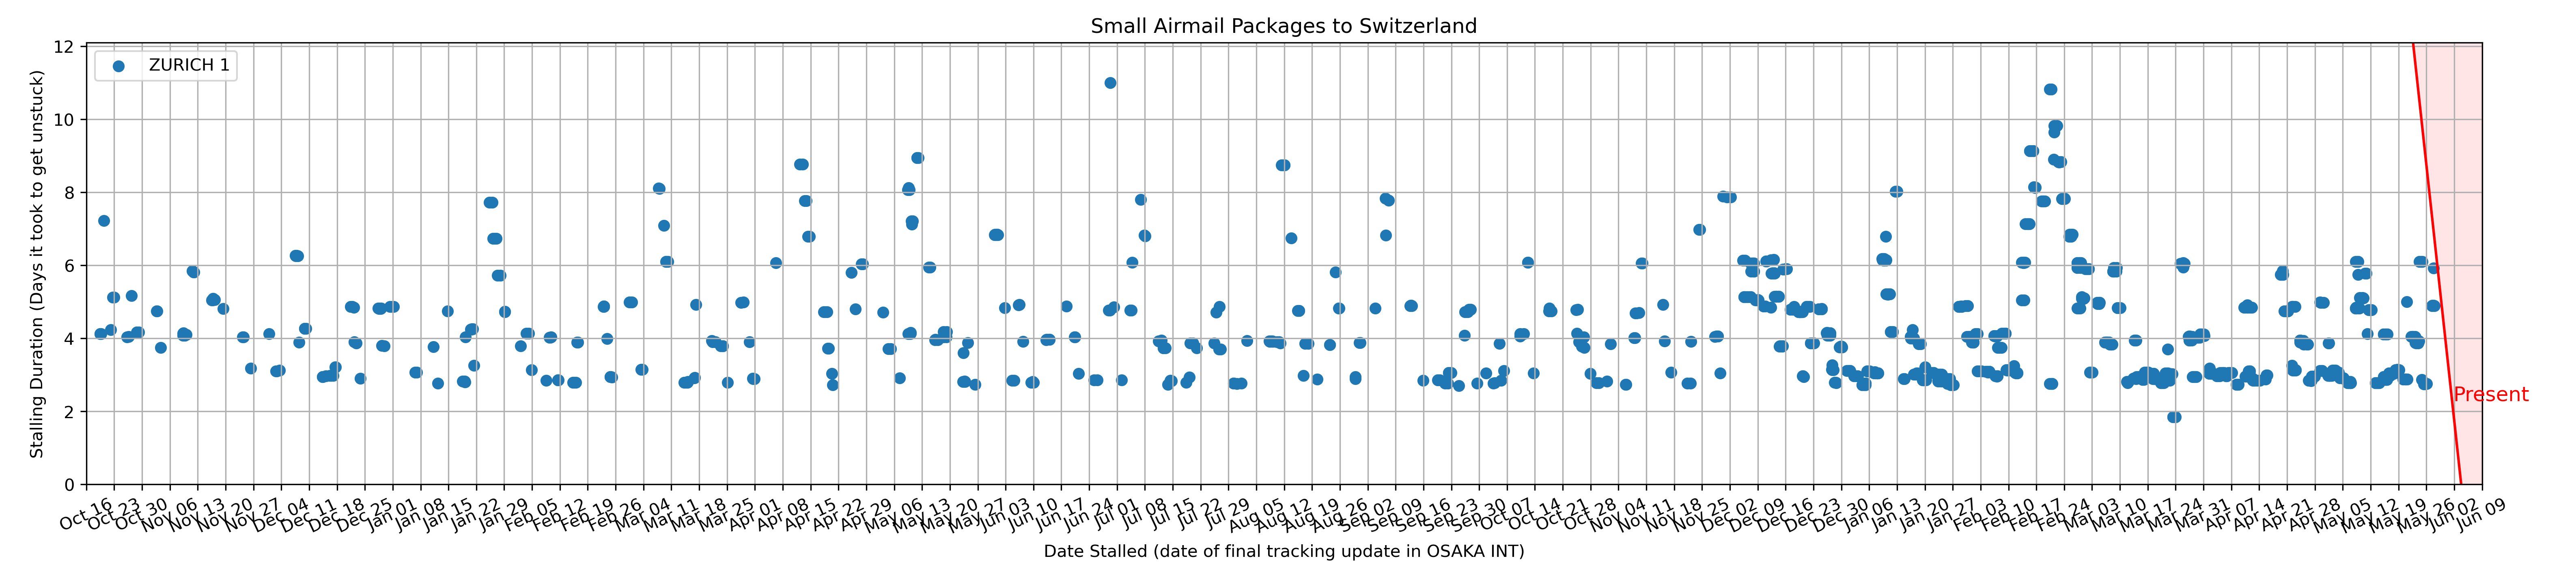 Small Airmail Packages to Switzerland
ZURICH 1
Stalling Duration (Days it took to get unstuck)
12
10
8
6
4
2
0
Present
Oct 16 Oct 23 Oct 30 Nov 06 Nov 13 Nov 20 Nov 27 Dec 04 Dec 11 Dec 18 Dec 25 Jan 01 Jan 08 Jan 15 Jan 22 Jan 29 Feb 05 Feb 12 Feb 19 Feb 26 Mar 04 Mar 11 Mar 18 Mar 25 Apr 01 Apr 08 Apr 15 Apr 22 Apr 29 May 06 May 13 May 20 May 27 Jun 03 Jun 10 Jun 17 Jun 24 Jul 01 Jul 08 Jul 15 Jul 22 Jul 29 Aug 05 Aug 12 Aug 19 Aug 26 Sep 02 Sep 09 Sep 16 Sep 23 Sep 30 Oct 07 Oct 14 Oct 21 Oct 28 Nov 04 Nov 11 Nov 18 Nov 25 Dec 02 Dec 09 Dec 16 Dec 23 Dec 30 Jan 06 Jan 13 Jan 20 Jan 27 Feb 03 Feb 10 Feb 17 Feb 24 Mar 03 Mar 10 Mar 17 Mar 24 Mar 31 Apr 07 Apr 14 Apr 21 Apr 28 May 05 May 12 May 19 May 26 Jun 02 Jun 09
Date Stalled (date of final tracking update in OSAKA INT)